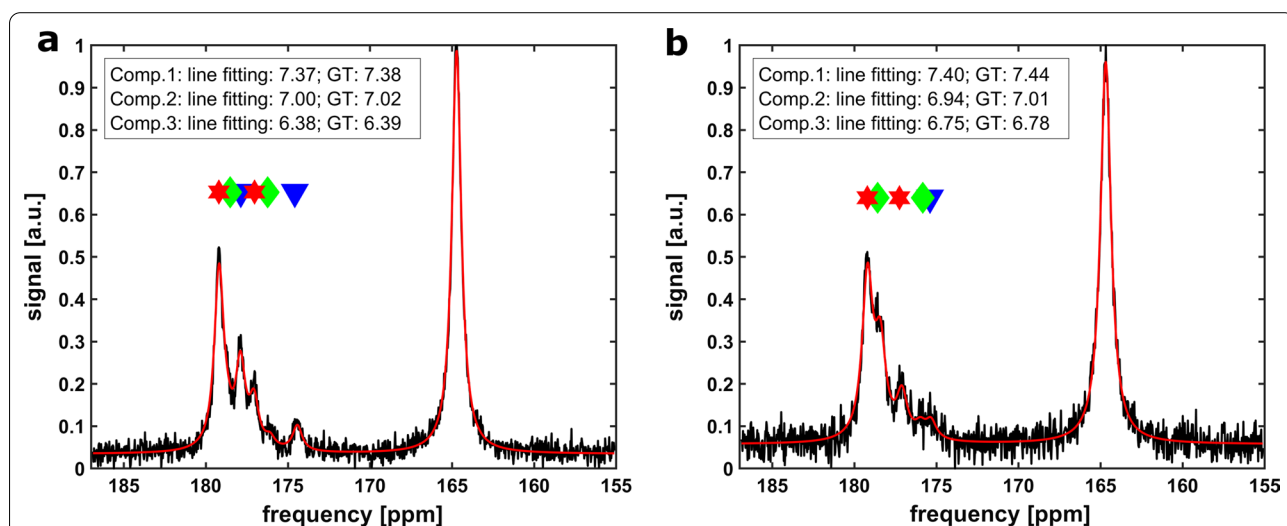 a
Comp.1: line fitting: 7.37; GT: 7.38
Comp.2: line fitting: 7.00; GT: 7.02
Comp.3: line fitting: 6.38; GT: 6.39
signal [a.u.]
1
0.9
0.8
0.7
0.6
0.5
0.4
0.3
0.2
0.1
0
185 180 175 170 165 160 155
frequency [ppm]
b
Comp.1: line fitting: 7.40; GT: 7.44
Comp.2: line fitting: 6.94; GT: 7.01
Comp.3: line fitting: 6.75; GT: 6.78
signal [a.u.]
1
0.9
0.8
0.7
0.6
0.5
0.4
0.3
0.2
0.1
0
185 180 175 170 165 160 155
frequency [ppm]